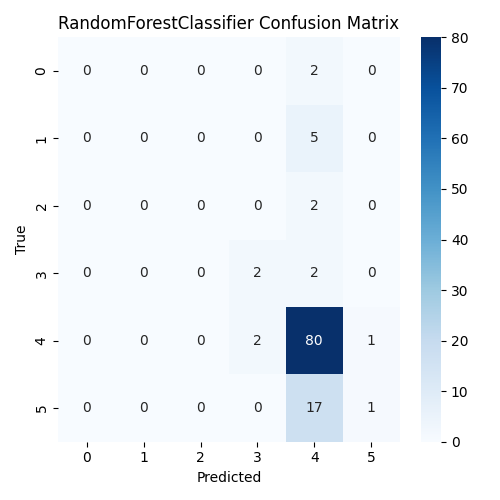 RandomForestClassifier Confusion Matrix
0 0 0 0 0 2 0
1 0 0 0 0 5 0
2 0 0 0 0 2 0
3 0 0 0 2 2 0
4 0 0 0 2 80 1
5 0 0 0 0 17 1
0 1 2 3 4 5
True
Predicted
80
70
60
50
40
30
20
10
0